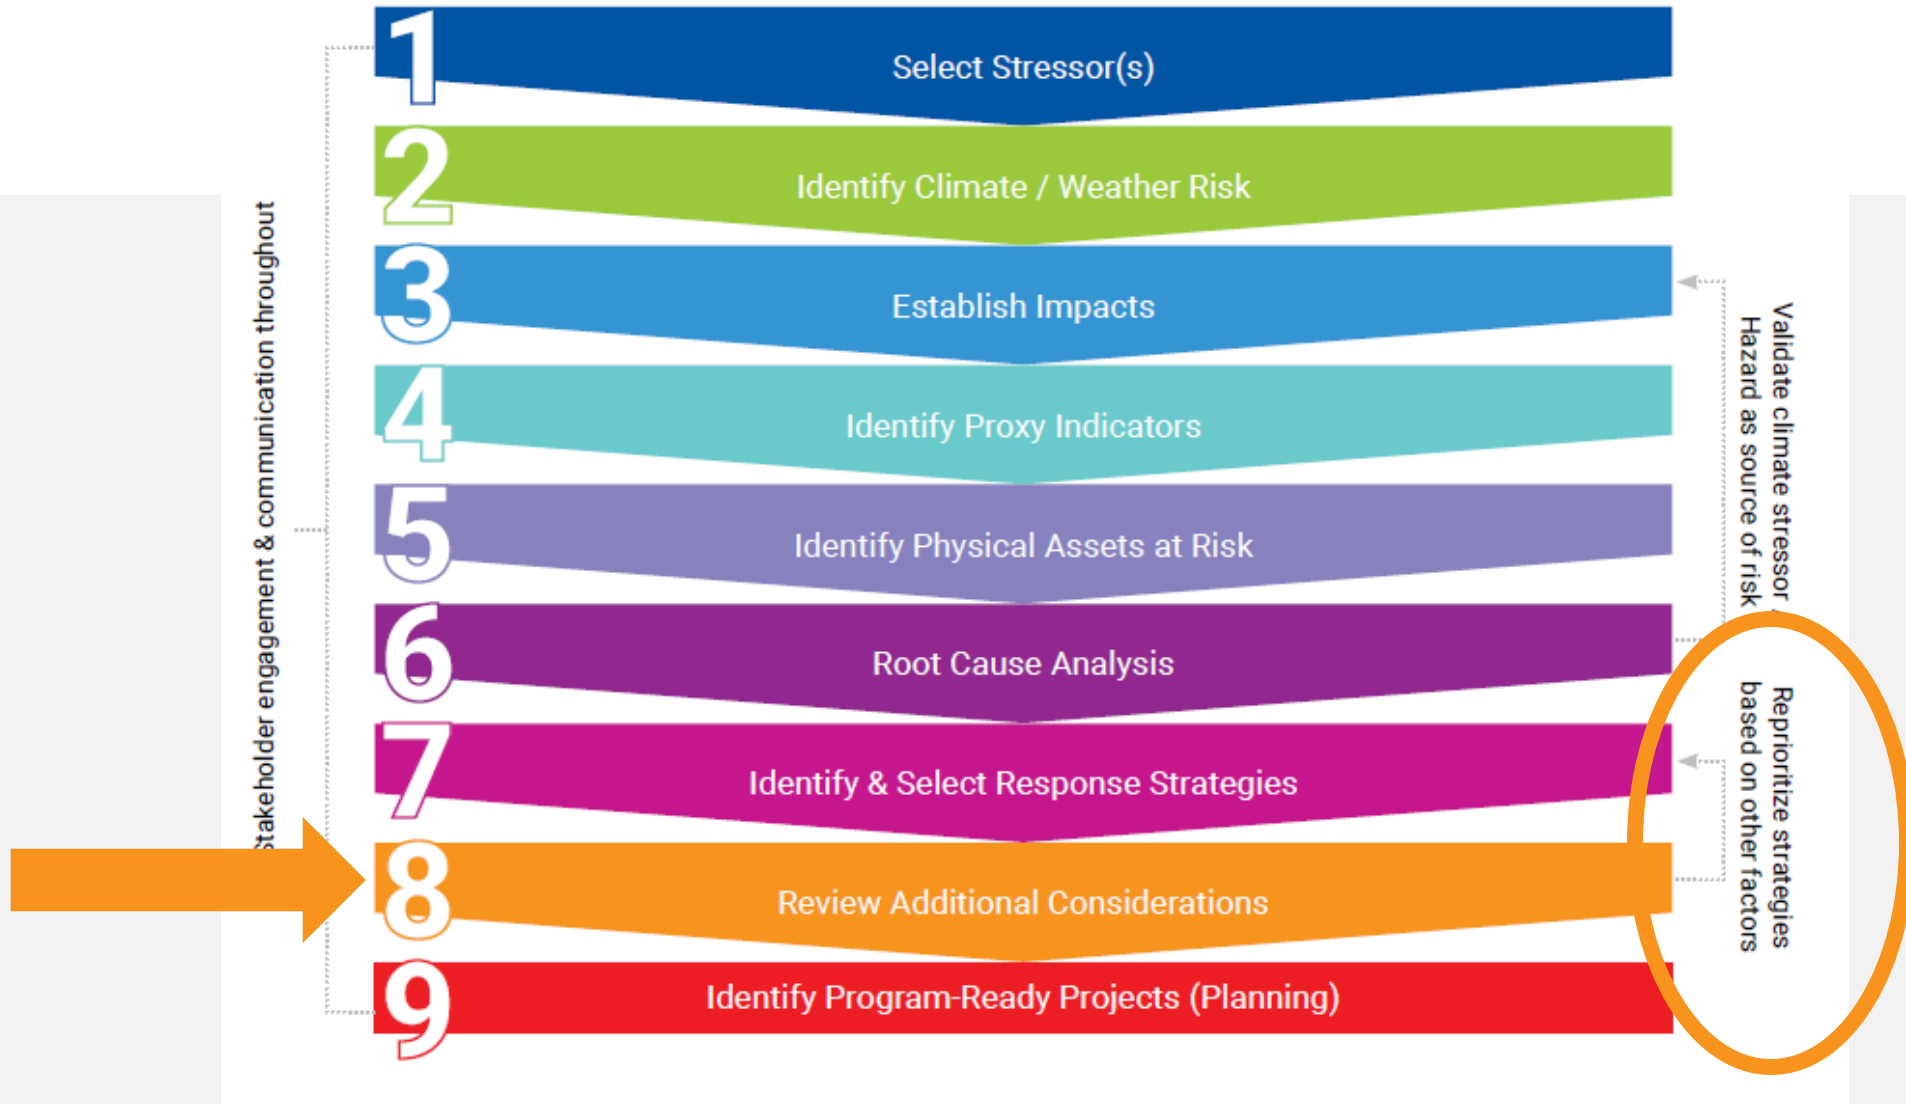 1
Select Stressor(s)
2
Identify Climate / Weather Risk
3
Establish Impacts
4
Identify Proxy Indicators
5
Identify Physical Assets at Risk
6
Root Cause Analysis
7
Identify & Select Response Strategies
8
Review Additional Considerations
9
Identify Program-Ready Projects (Planning)
Stakeholder engagement & communication throughout
Validate climate stressor /
Hazard as source of risk
Reprioritize strategies
based on other factors